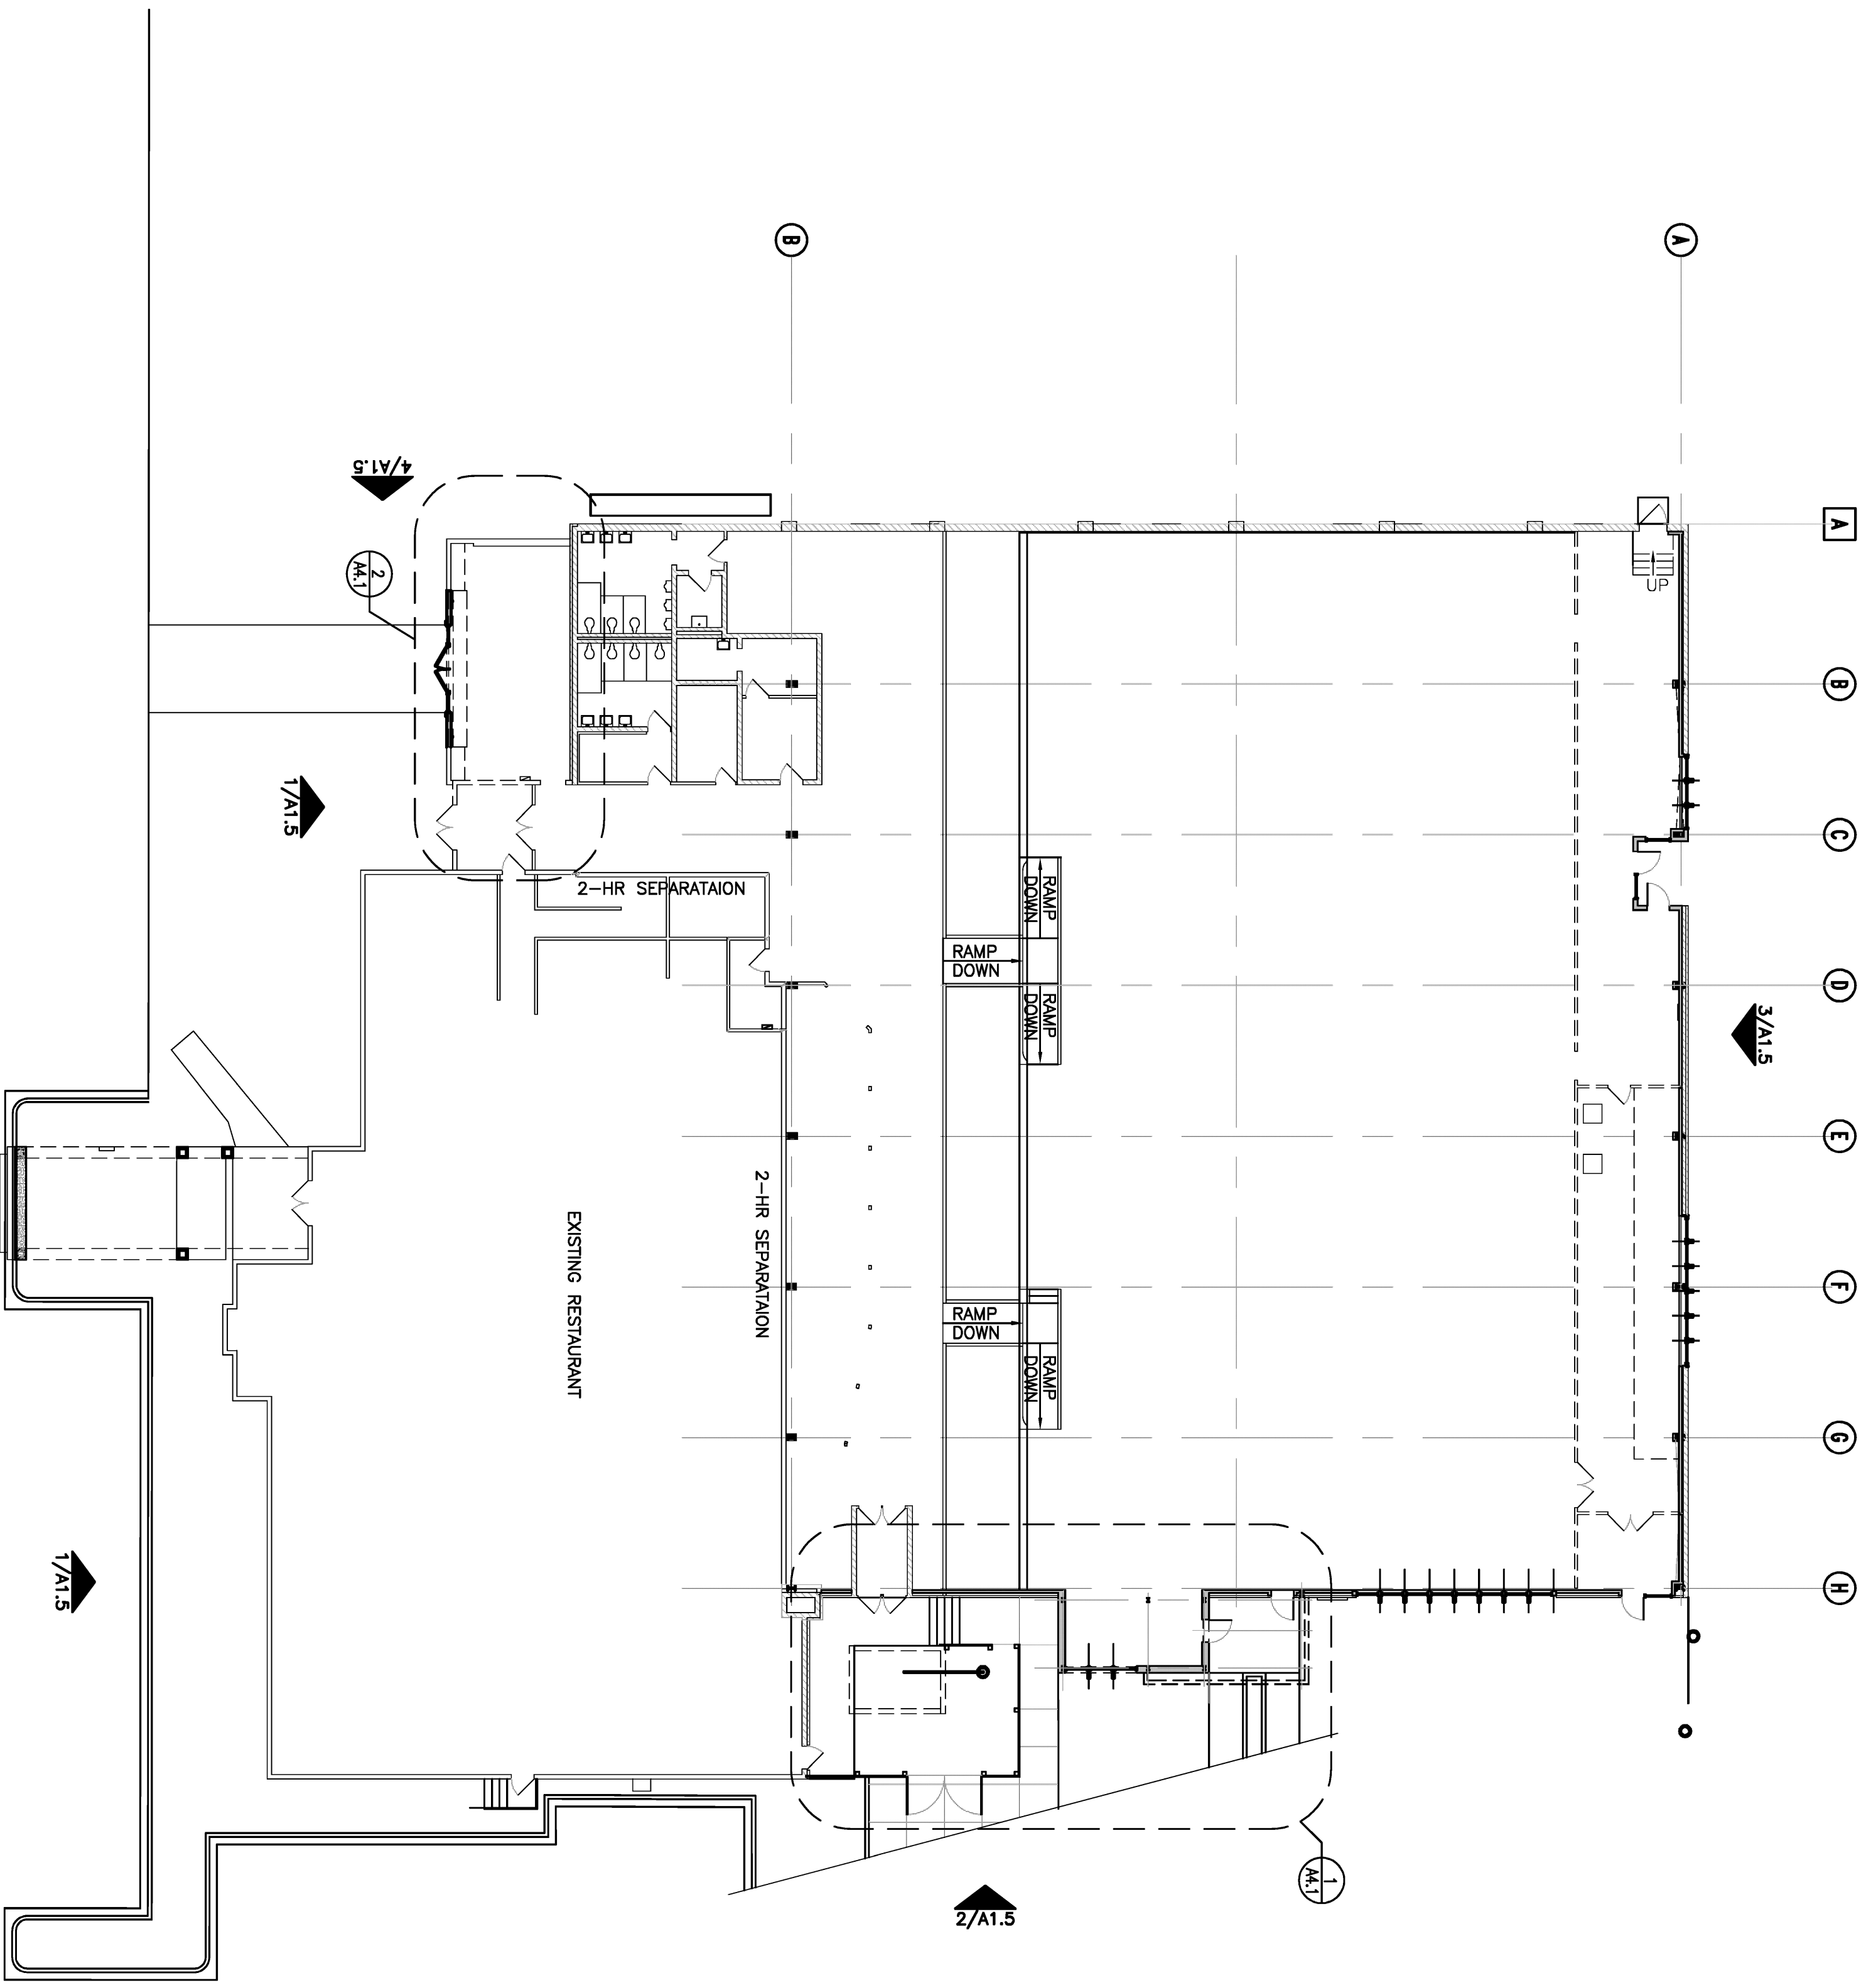 B
A
A
4/A1.5
2
A4.1
UP
B
1/A1.5
C
2-HR SEPARATAION
RAMP
DOWN
RAMP
DOWN
RAMP
DOWN
D
3/A1.5
E
2-HR SEPARATAION
EXISTING RESTAURANT
F
RAMP
DOWN
RAMP
DOWN
G
1/A1.5
H
1
A4.1
2/A1.5